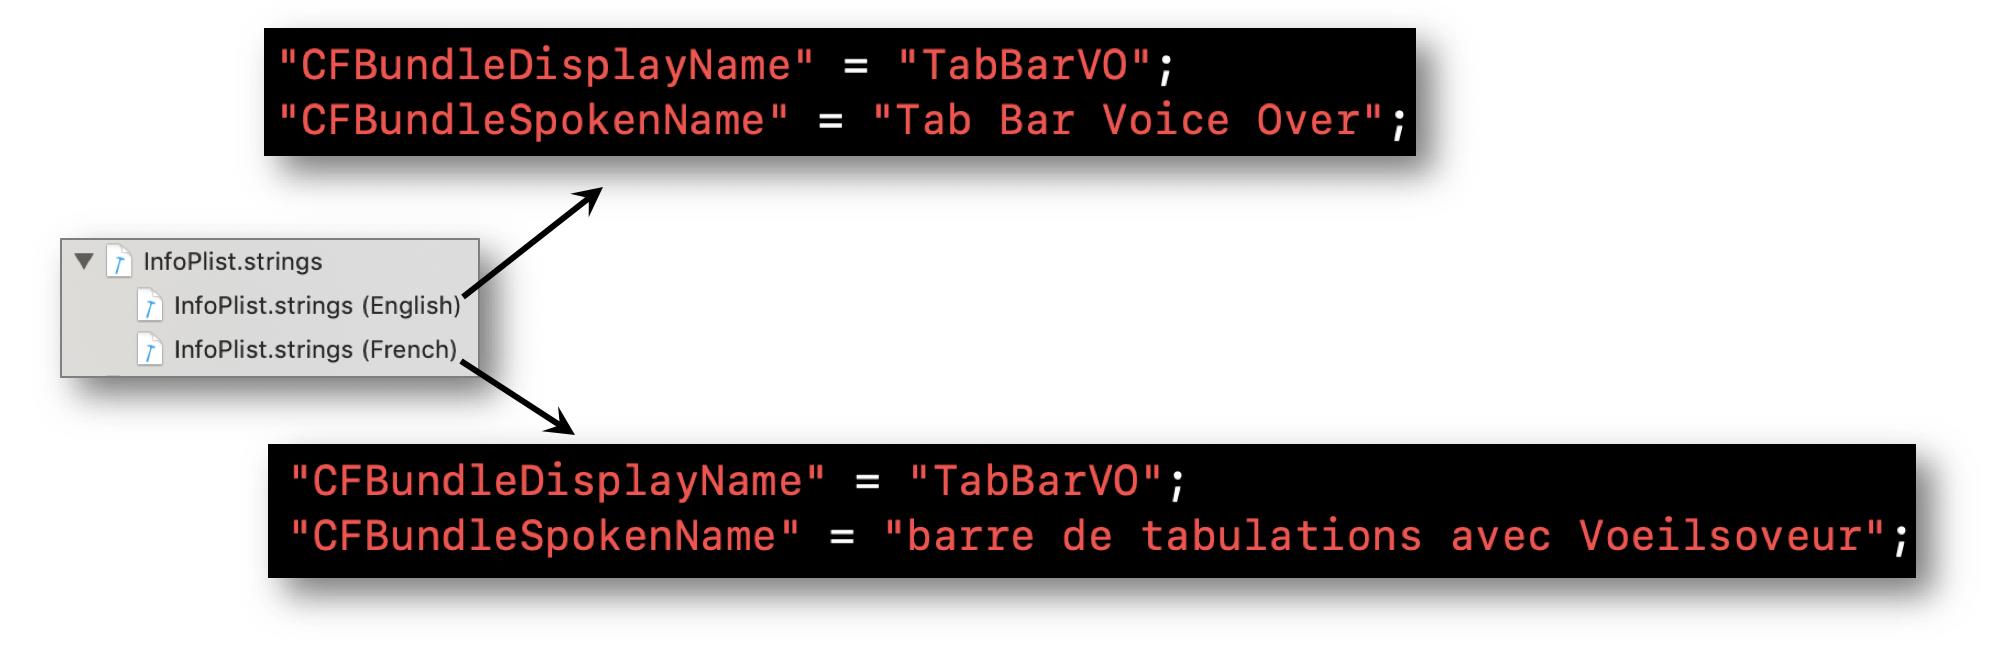 "CFBundleDisplayName" = "TabBarVO";
"CFBundleSpokenName" = "Tab Bar Voice Over";
InfoPlist.strings
InfoPlist.strings (English)
InfoPlist.strings (French)
"CFBundleDisplayName" = "TabBarVO";
"CFBundleSpokenName" = "barre de tabulations avec Voeilsoveur";